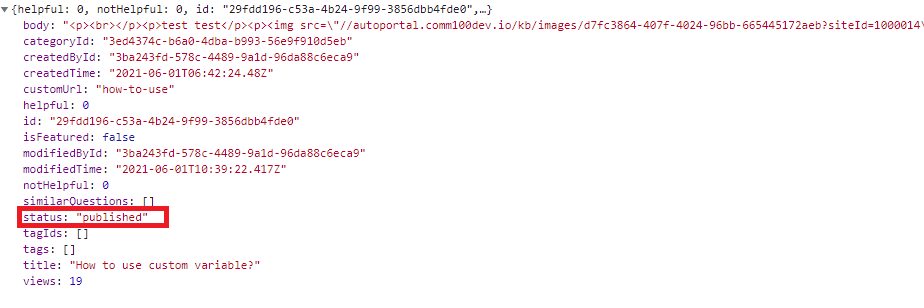 {helpful: 0, notHelpful: 0, id: "29fdd196-c53a-4b24-9f99-3856dbb4fde0",…}
body: "<p><br></p><p>test test</p><p><img src=\"//autoportal.comm100dev.io/kb/images/d7fc3864-407f-4024-96bb-665445172aeb?siteId=1000014\
categoryId: "3ed4374c-b6a0-4dba-b993-56e9f910d5eb"
createdById: "3ba243fd-578c-4489-9a1d-96da88c6eca9"
createdTime: "2021-06-01T06:42:24.48Z"
customUrl: "how-to-use"
helpful: 0
id: "29fdd196-c53a-4b24-9f99-3856dbb4fde0"
isFeatured: false
modifiedById: "3ba243fd-578c-4489-9a1d-96da88c6eca9"
modifiedTime: "2021-06-01T10:39:22.417Z"
notHelpful: 0
similarQuestions: []
status: "published"
tagIds: []
tags: []
title: "How to use custom variable?"
views: 19